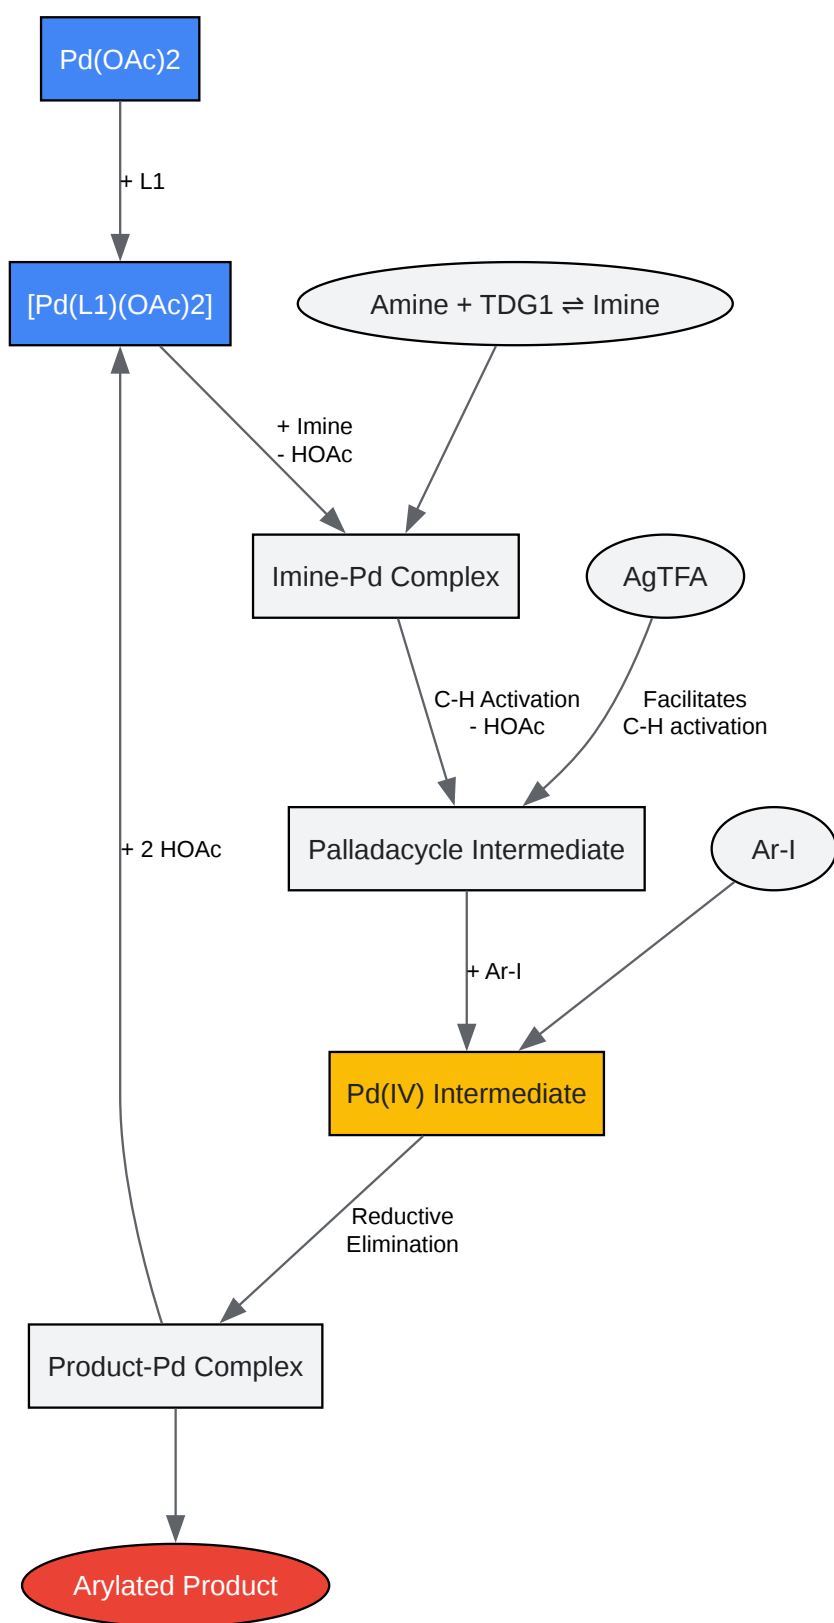 Pd(OAc)2
+ L1
[Pd(L1)(OAc)2]
Amine + TDG1 ⇌ Imine
+ Imine
- HOAc
Imine-Pd Complex
AgTFA
C-H Activation
- HOAc
Facilitates
C-H activation
+ 2 HOAc
Palladacycle Intermediate
Ar-I
+ Ar-I
Pd(IV) Intermediate
Reductive
Elimination
Product-Pd Complex
Arylated Product